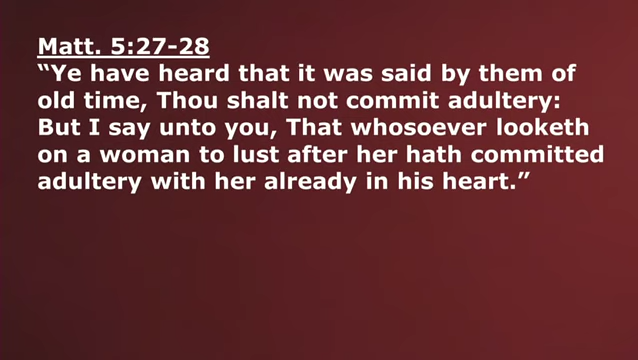 Matt. 5:27-28
“Ye have heard that it was said by them of
old time, Thou shalt not commit adultery:
But I say unto you, That whosoever looketh
on a woman to lust after her hath committed
adultery with her already in his heart.”